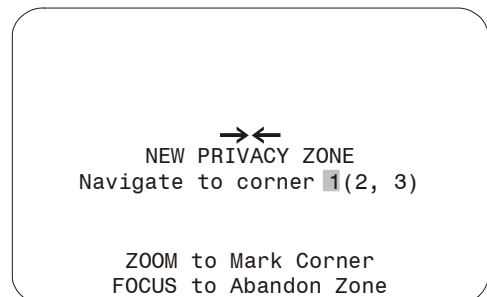 →←
NEW PRIVACY ZONE
Navigate to corner 1(2, 3)
ZOOM to Mark Corner
FOCUS to Abandon Zone